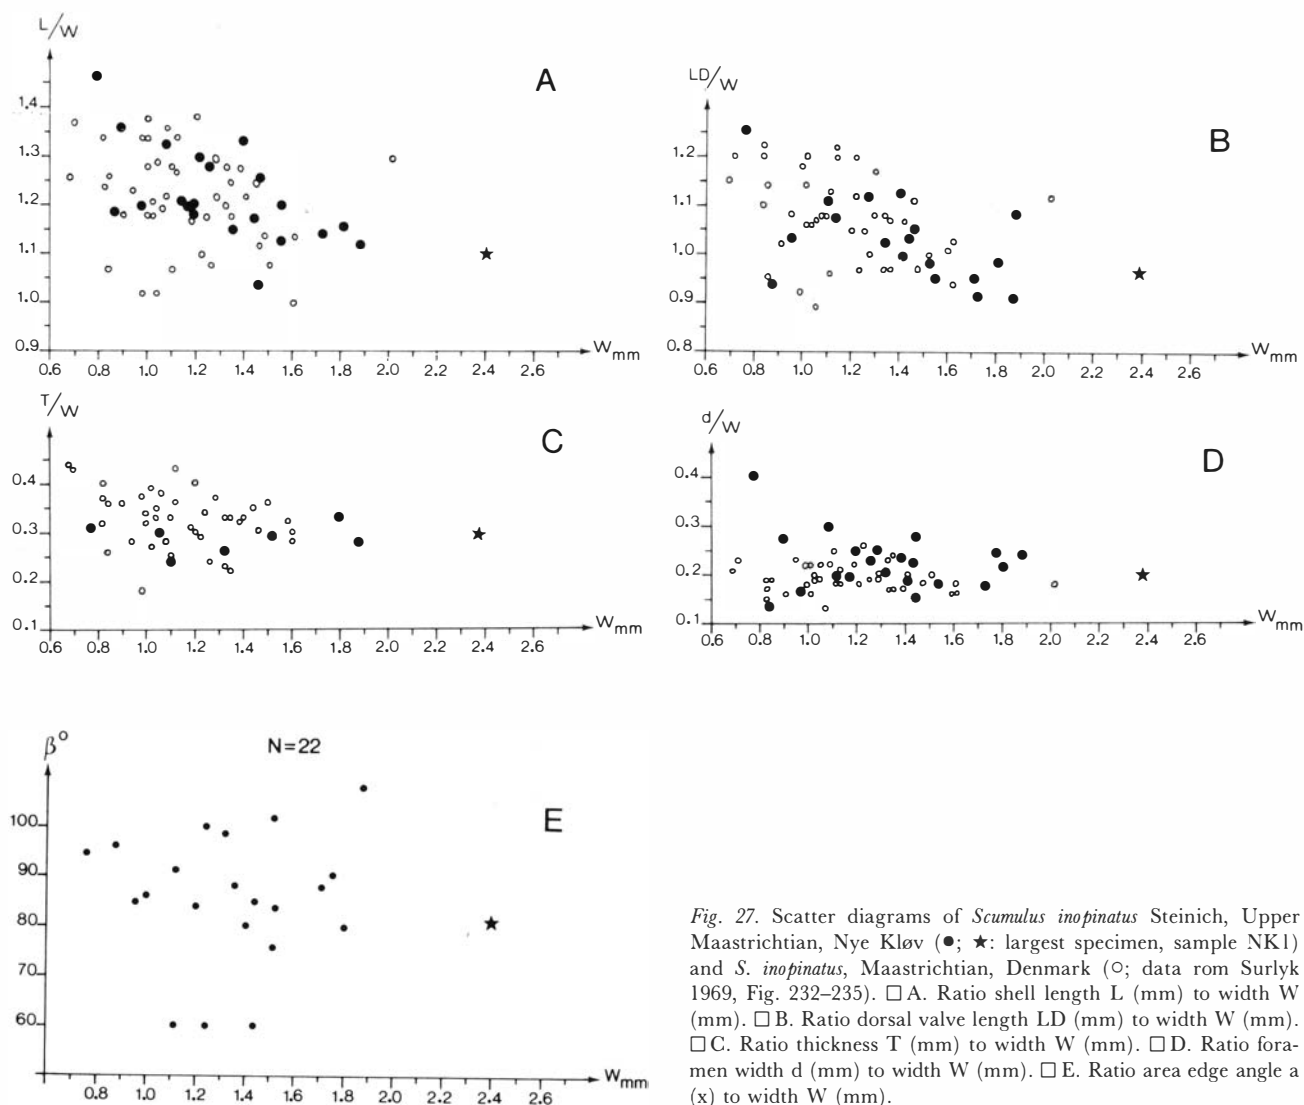 L/W
A
1.4
1.3
1.2
1.1
1.0
0.9
0.6 0.8 1.0 1.2 1.4 1.6 1.8 2.0 2.2 2.4 2.6
W mm
LD/W
B
1.2
1.1
1.0
0.9
0.8
0.6 0.8 1.0 1.2 1.4 1.6 1.8 2.0 2.2 2.4 2.6
W mm
T/W
C
0.4
0.3
0.2
0.1
0.6 0.8 1.0 1.2 1.4 1.6 1.8 2.0 2.2 2.4 2.6
W mm
d/W
D
0.4
0.3
0.2
0.1
0.6 0.8 1.0 1.2 1.4 1.6 1.8 2.0 2.2 2.4 2.6
W mm
β°
N=22
E
100
90
80
70
60
0.8 1.0 1.2 1.4 1.6 1.8 2.0 2.2 2.4 2.6
W mm
Fig. 27. Scatter diagrams of Scumulus inopinatus Steinich, Upper
Maastrichtian, Nye Kløv (●; ★: largest specimen, sample NK1)
and S. inopinatus, Maastrichtian, Denmark (○; data rom Surlyk
1969, Fig. 232–235). □ A. Ratio shell length L (mm) to width W
(mm). □ B. Ratio dorsal valve length LD (mm) to width W (mm).
□ C. Ratio thickness T (mm) to width W (mm). □ D. Ratio fora-
men width d (mm) to width W (mm). □ E. Ratio area edge angle a
(x) to width W (mm).